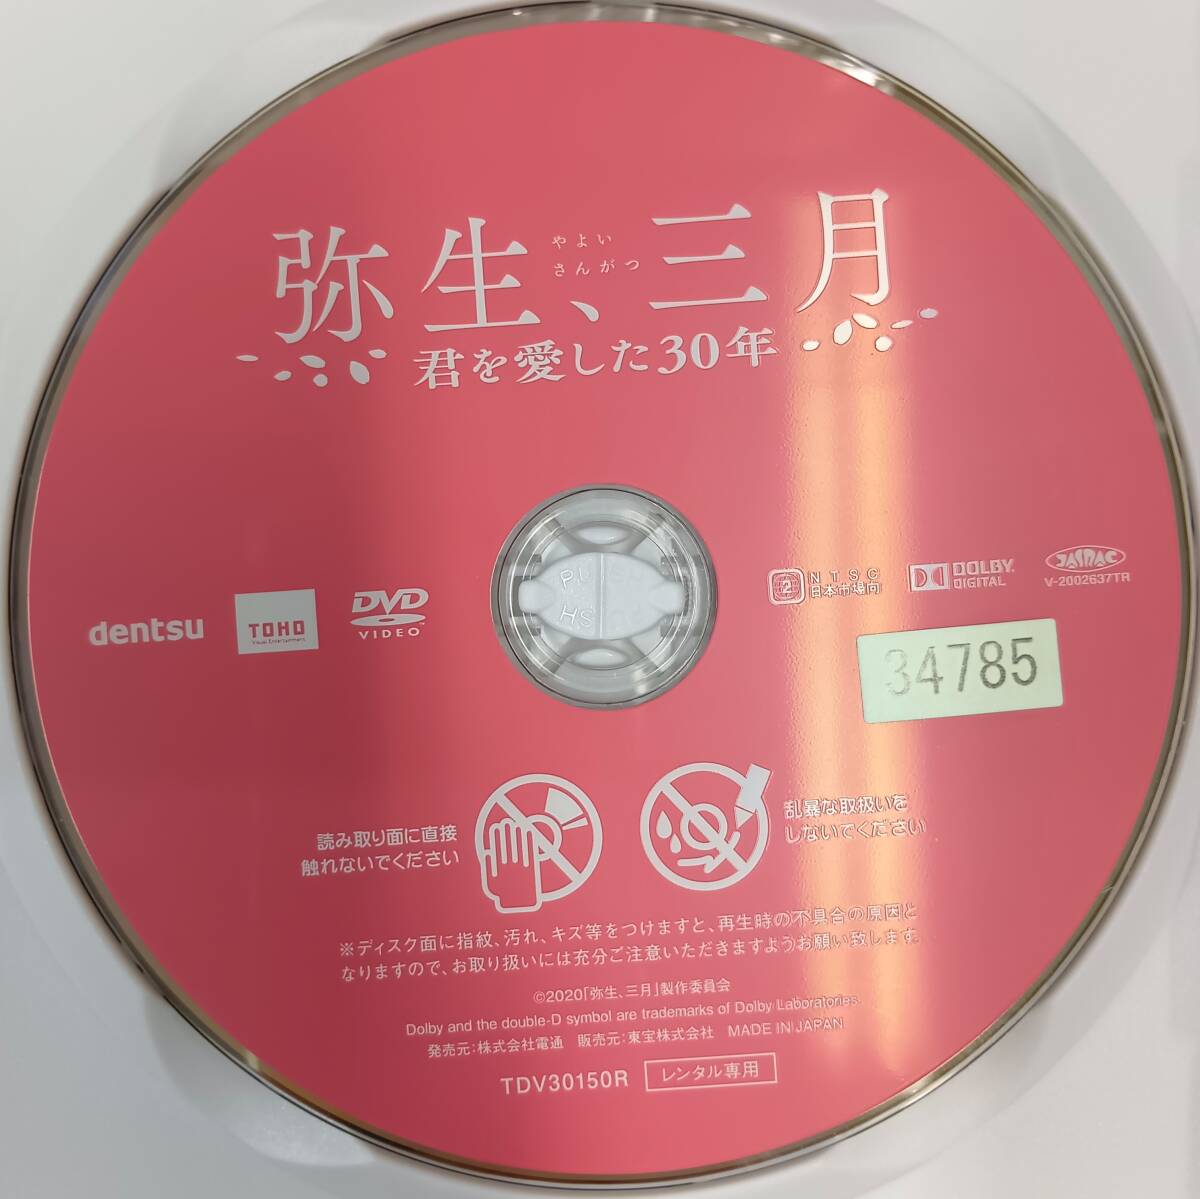 弥生、三月
やよい
さんがつ
君を愛した30年
dentsu
TOHO
Visual Entertainment
DVD
VIDEO
2
NTSC
日本市場向
DOLBY
DIGITAL
JASRAC
V-2002637TR
34785
読み取り面に直接
触れないでください
乱暴な取扱いを
しないでください
※ディスク面に指紋、汚れ、キズ等をつけますと、再生時の不具合の原因と
なりますので、お取り扱いには充分ご注意いただきますようお願い致します。
©2020「弥生、三月」製作委員会
Dolby and the double-D symbol are trademarks of Dolby Laboratories.
発売元:株式会社電通 販売元:東宝株式会社 MADE IN JAPAN
TDV30150R レンタル専用